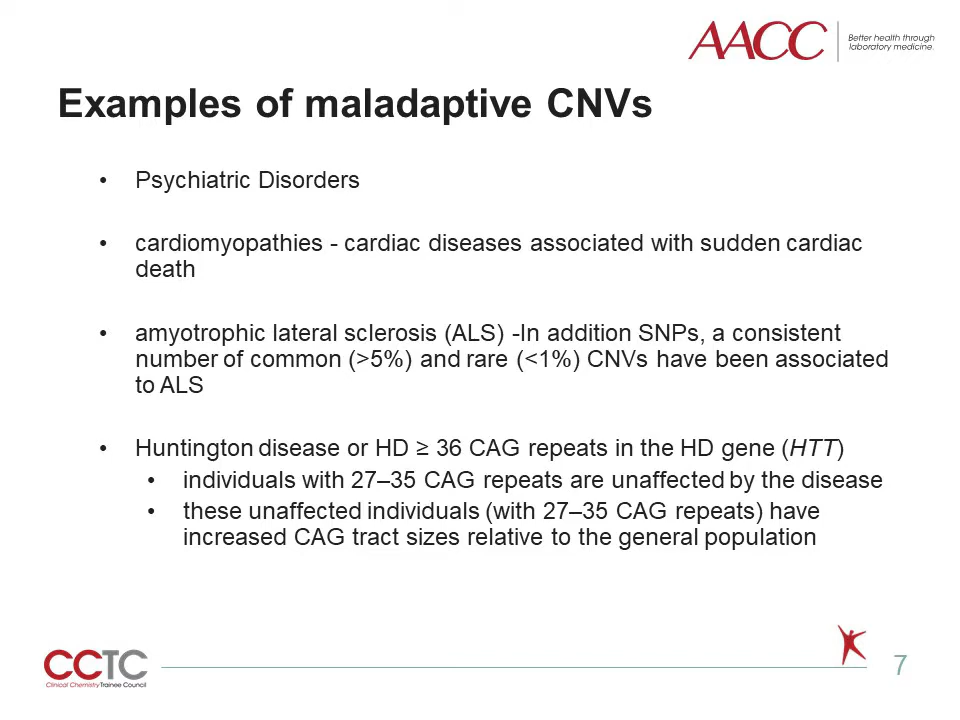 AACC
Better health through
laboratory medicine.
Examples of maladaptive CNVs
• Psychiatric Disorders
• cardiomyopathies - cardiac diseases associated with sudden cardiac
death
• amyotrophic lateral sclerosis (ALS) -In addition SNPs, a consistent
number of common (>5%) and rare (<1%) CNVs have been associated
to ALS
• Huntington disease or HD ≥ 36 CAG repeats in the HD gene (HTT)
• individuals with 27–35 CAG repeats are unaffected by the disease
• these unaffected individuals (with 27–35 CAG repeats) have
increased CAG tract sizes relative to the general population
CCTC
Clinical Chemistry Trainee Council
7